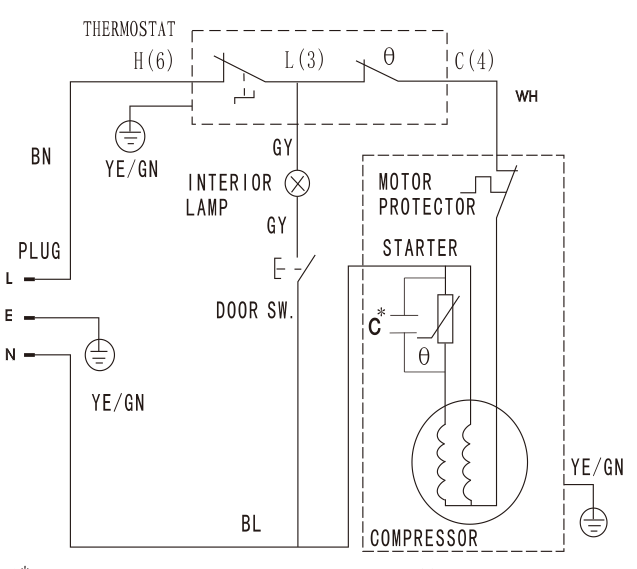 THERMOSTAT
H(6)
L(3)
θ
C(4)
WH
BN
YE/GN
GY
INTERIOR
LAMP
MOTOR
PROTECTOR
GY
STARTER
PLUG
L
DOOR SW.
E
C*
N
θ
YE/GN
YE/GN
BL
COMPRESSOR
*